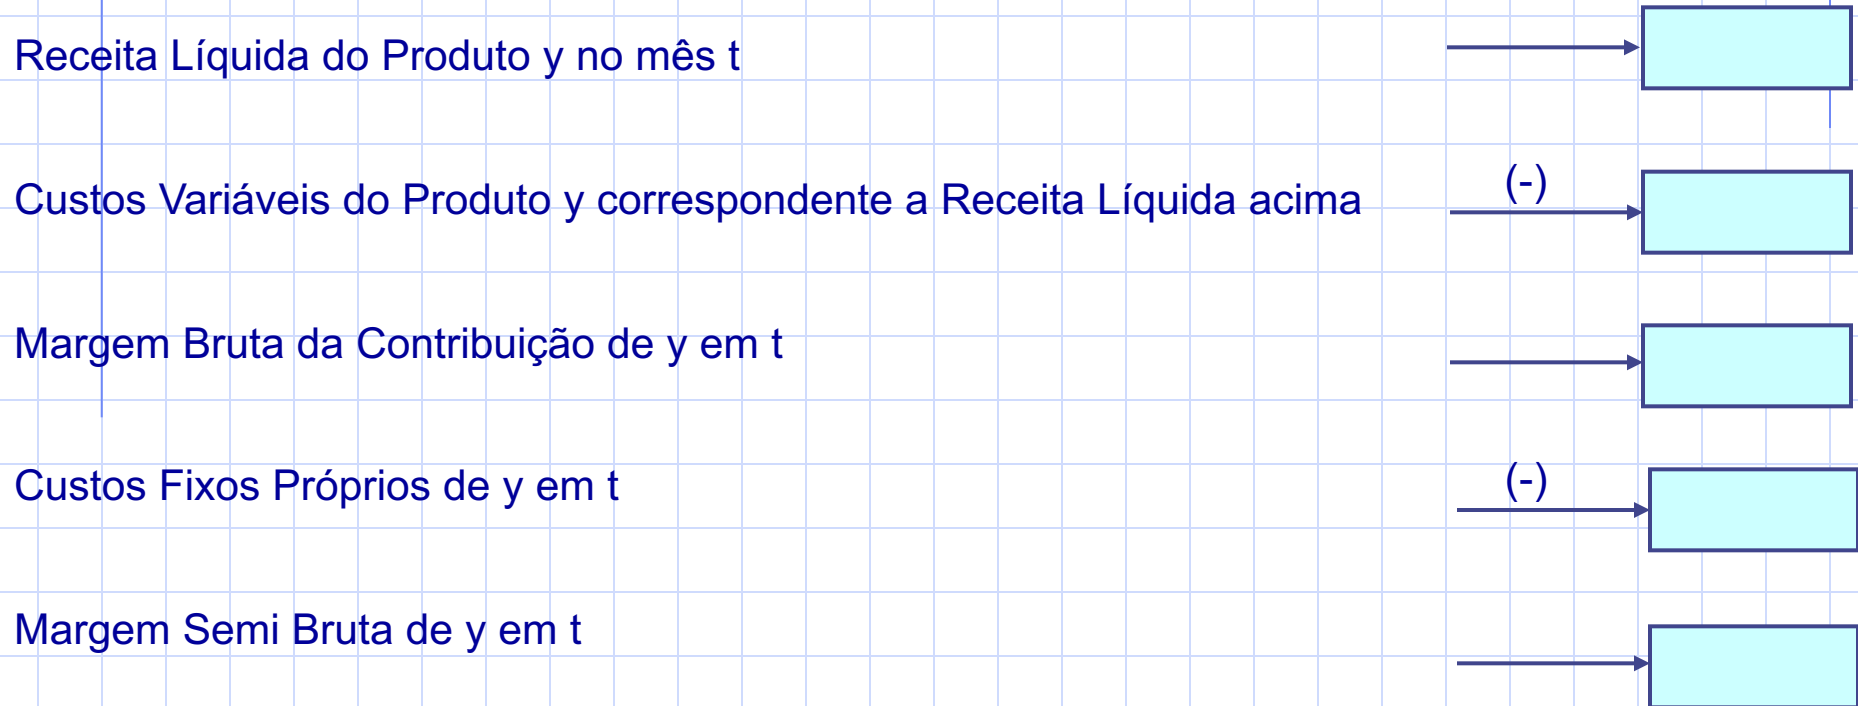 Receita Líquida do Produto y no mês t
Custos Variáveis do Produto y correspondente a Receita Líquida acima (-)
Margem Bruta da Contribuição de y em t
Custos Fixos Próprios de y em t (-)
Margem Semi Bruta de y em t